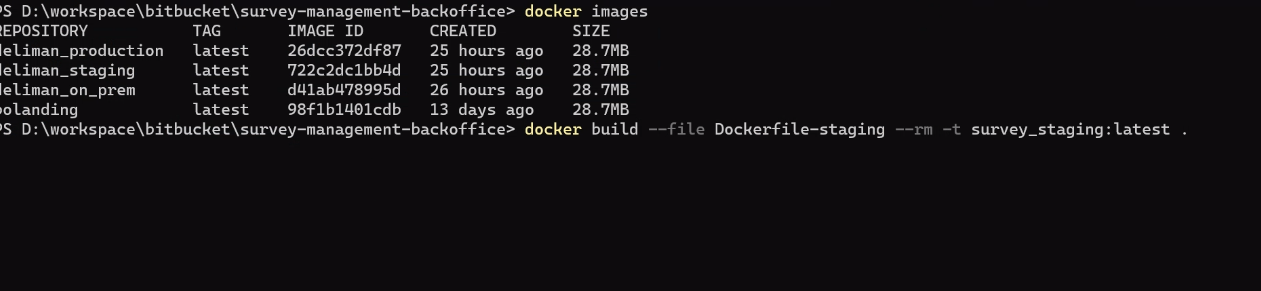 PS D:\workspace\bitbucket\survey-management-backoffice> docker images
REPOSITORY TAG IMAGE ID CREATED SIZE
deliman_production latest 26dcc372df87 25 hours ago 28.7MB
deliman_staging latest 722c2dc1bb4d 25 hours ago 28.7MB
deliman_on_prem latest d41ab478995d 26 hours ago 28.7MB
oolanding latest 98f1b1401cdb 13 days ago 28.7MB
PS D:\workspace\bitbucket\survey-management-backoffice> docker build --file Dockerfile-staging --rm -t survey_staging:latest .